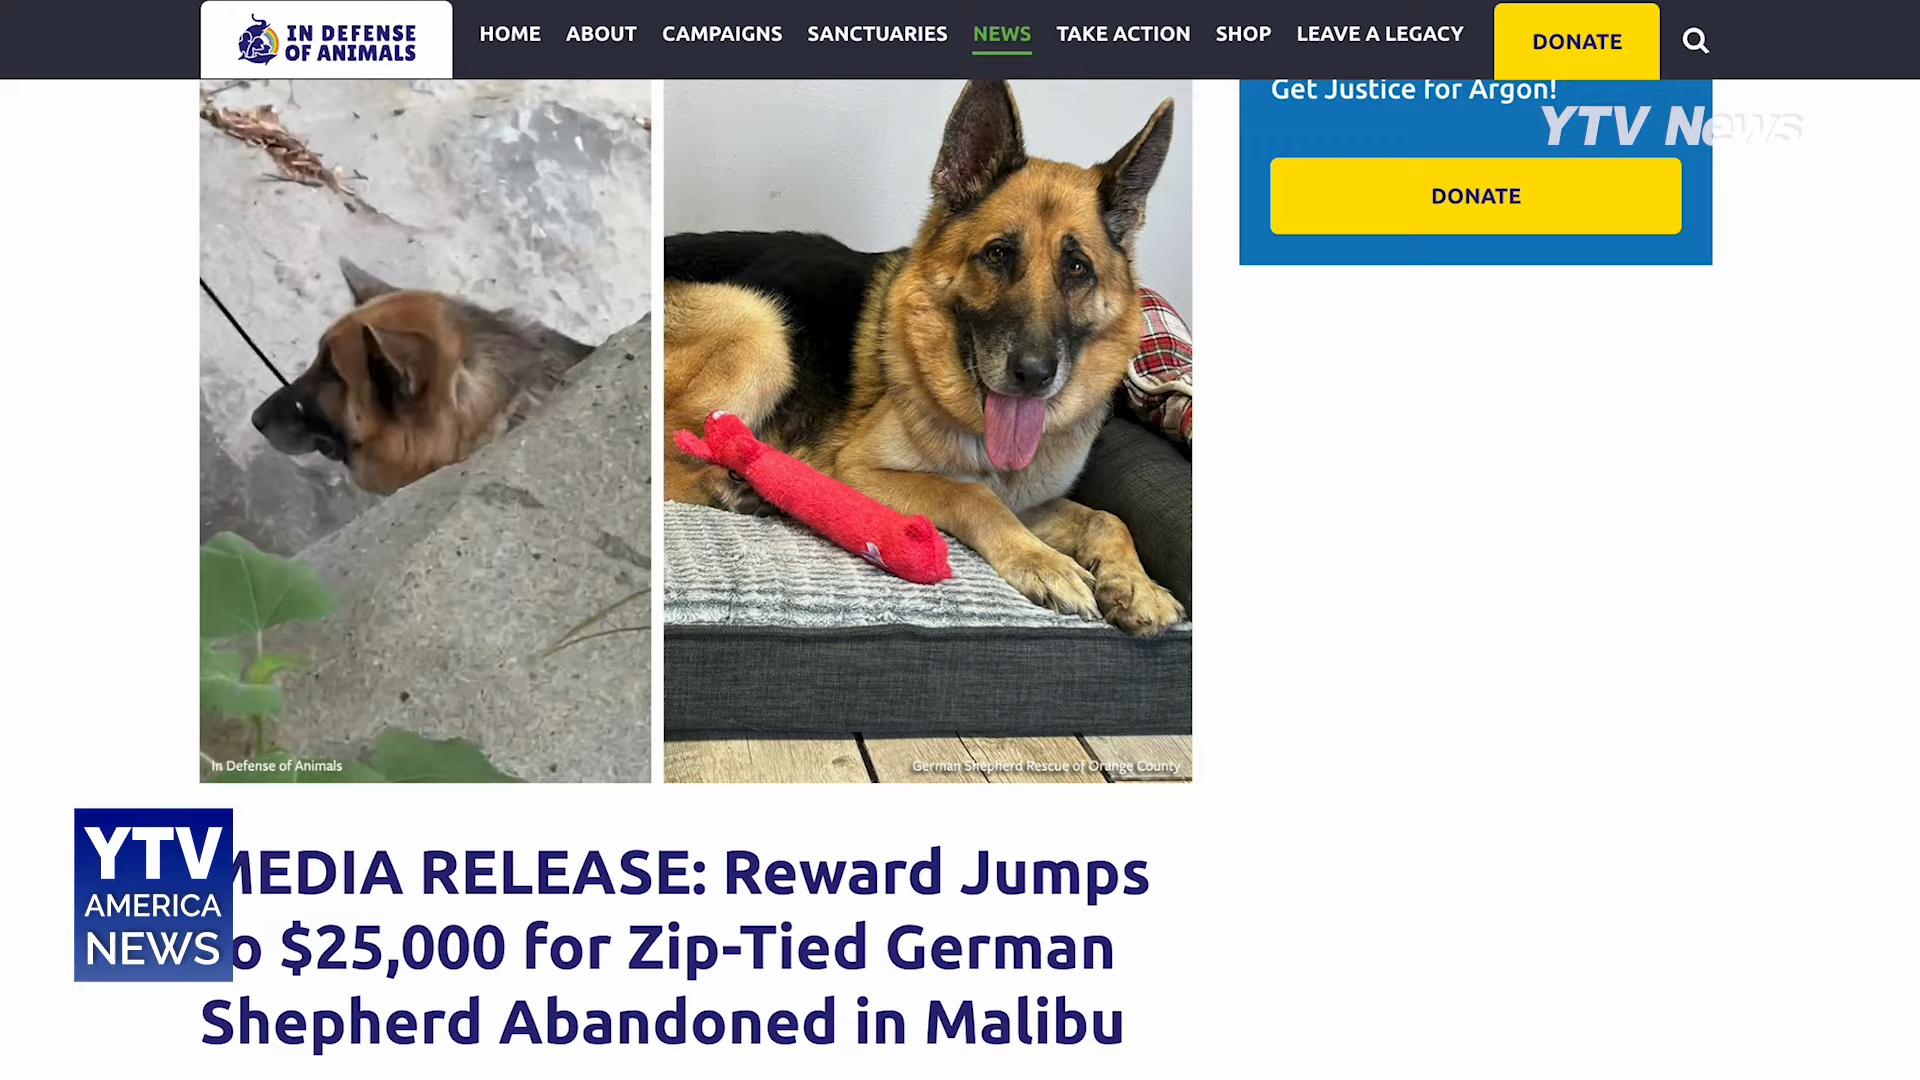 IN DEFENSE
OF ANIMALS
HOME ABOUT CAMPAIGNS SANCTUARIES NEWS TAKE ACTION SHOP LEAVE A LEGACY DONATE
Get Justice for Argon!
YTV News
DONATE
In Defense of Animals
German Shepherd Rescue of Orange County
YTV
AMERICA
NEWS
MEDIA RELEASE: Reward Jumps
o $25,000 for Zip-Tied German
Shepherd Abandoned in Malibu